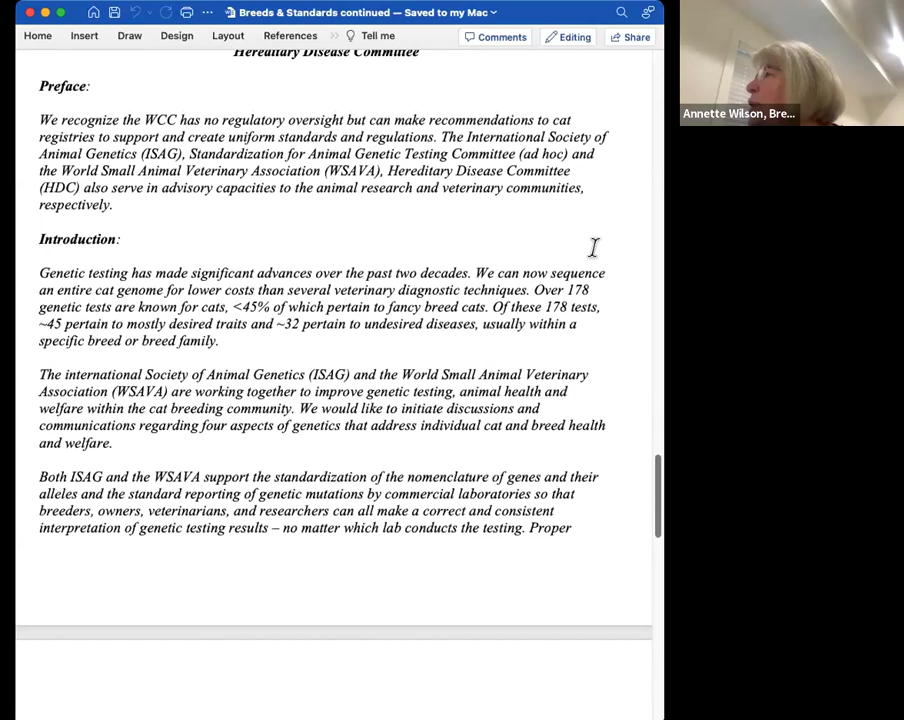 Breeds & Standards continued — Saved to my Mac
Home Insert Draw Design Layout References Tell me Comments Editing Share
Hereditary Disease Committee
Preface:
We recognize the WCC has no regulatory oversight but can make recommendations to cat
registries to support and create uniform standards and regulations. The International Society of
Animal Genetics (ISAG), Standardization for Animal Genetic Testing Committee (ad hoc) and
the World Small Animal Veterinary Association (WSAVA), Hereditary Disease Committee
(HDC) also serve in advisory capacities to the animal research and veterinary communities,
respectively.
Introduction:
Genetic testing has made significant advances over the past two decades. We can now sequence
an entire cat genome for lower costs than several veterinary diagnostic techniques. Over 178
genetic tests are known for cats, <45% of which pertain to fancy breed cats. Of these 178 tests,
~45 pertain to mostly desired traits and ~32 pertain to undesired diseases, usually within a
specific breed or breed family.
The international Society of Animal Genetics (ISAG) and the World Small Animal Veterinary
Association (WSAVA) are working together to improve genetic testing, animal health and
welfare within the cat breeding community. We would like to initiate discussions and
communications regarding four aspects of genetics that address individual cat and breed health
and welfare.
Both ISAG and the WSAVA support the standardization of the nomenclature of genes and their
alleles and the standard reporting of genetic mutations by commercial laboratories so that
breeders, owners, veterinarians, and researchers can all make a correct and consistent
interpretation of genetic testing results – no matter which lab conducts the testing. Proper
Annette Wilson, Bre...